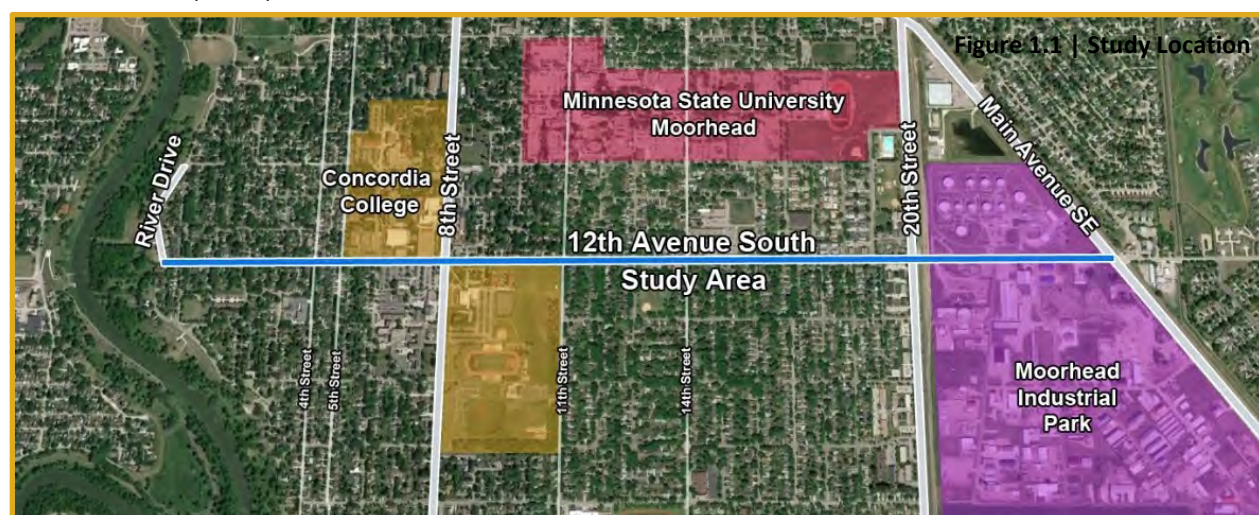 Figure 1.1 | Study Location
Minnesota State University
Moorhead
Main Avenue SE
Concordia
College
River Drive
8th Street
20th Street
12th Avenue South
Study Area
4th Street
5th Street
11th Street
14th Street
Moorhead
Industrial
Park